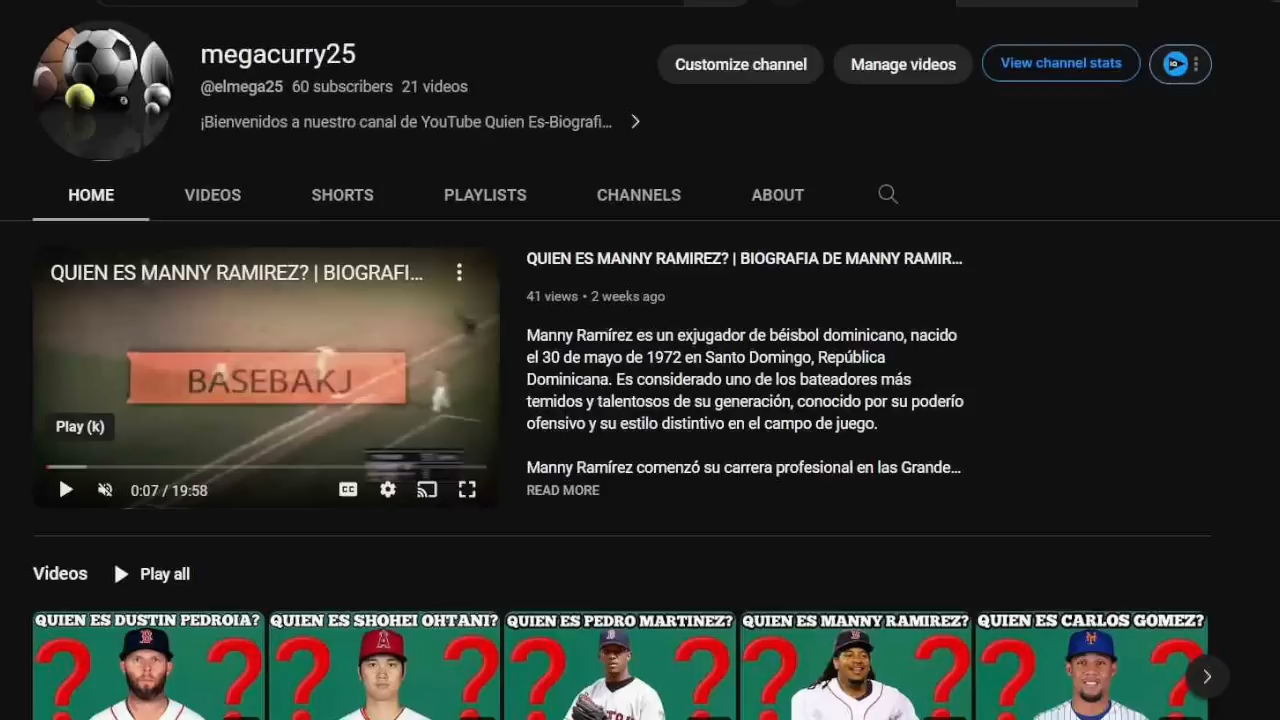 megacurry25
Customize channel
Manage videos
View channel stats
@elmega25 60 subscribers 21 videos
¡Bienvenidos a nuestro canal de YouTube Quien Es-Biografi...
HOME
VIDEOS
SHORTS
PLAYLISTS
CHANNELS
ABOUT
QUIEN ES MANNY RAMIREZ? | BIOGRAFI...
BASEBAKJ
Play (k)
0:07 / 19:58
CC
QUIEN ES MANNY RAMIREZ? | BIOGRAFIA DE MANNY RAMIR...
41 views • 2 weeks ago
Manny Ramírez es un exjugador de béisbol dominicano, nacido
el 30 de mayo de 1972 en Santo Domingo, República
Dominicana. Es considerado uno de los bateadores más
temidos y talentosos de su generación, conocido por su poderío
ofensivo y su estilo distintivo en el campo de juego.
Manny Ramírez comenzó su carrera profesional en las Grande...
READ MORE
Videos
Play all
QUIEN ES DUSTIN PEDROIA?
QUIEN ES SHOHEI OHTANI?
QUIEN ES PEDRO MARTINEZ?
QUIEN ES MANNY RAMIREZ?
QUIEN ES CARLOS GOMEZ?
? ? ? ? ? ? ? ? ? ?